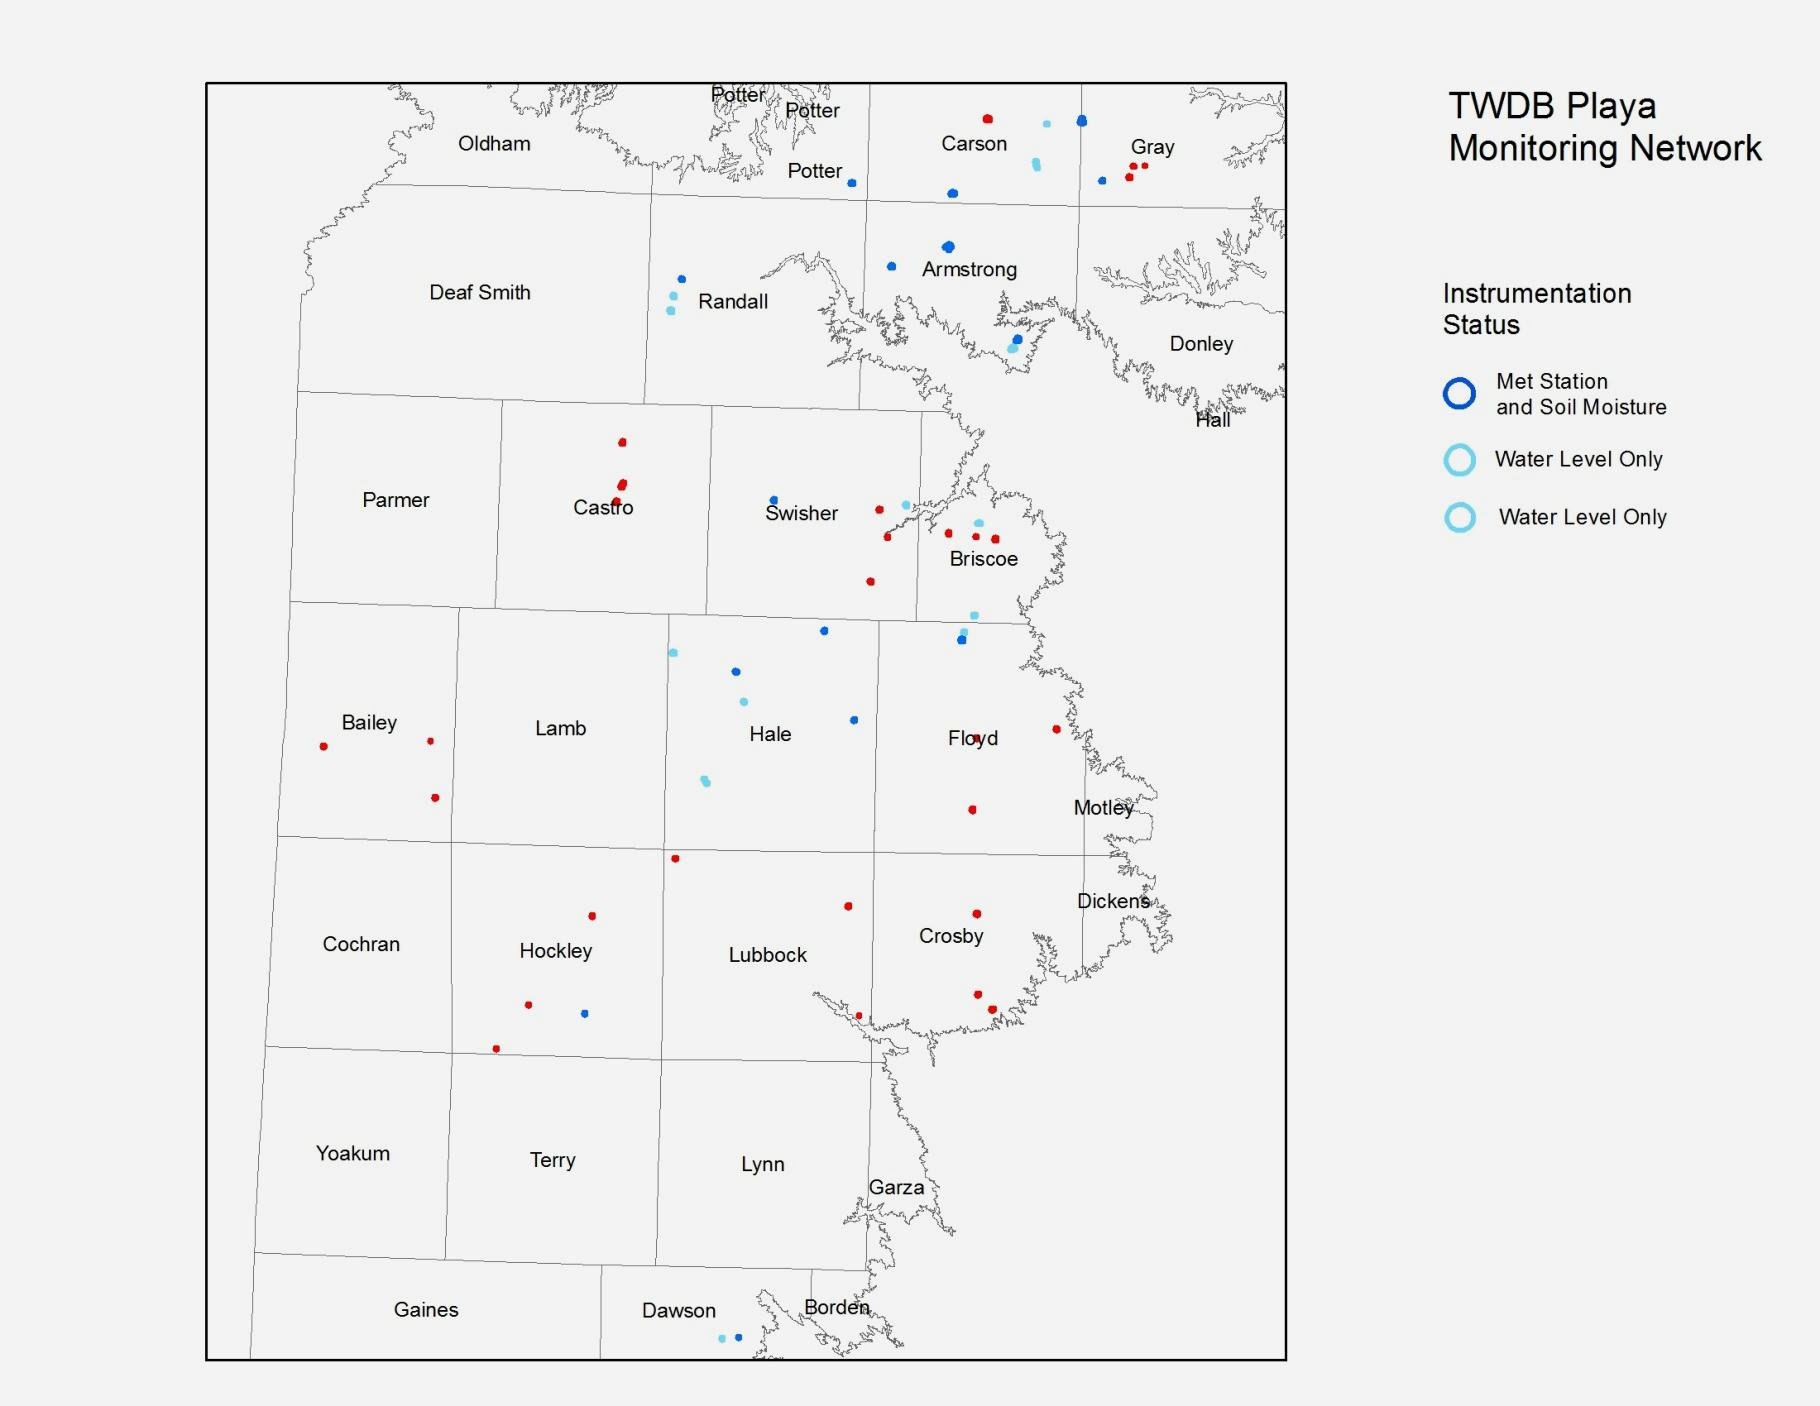 TWDB Playa
Monitoring Network
Instrumentation
Status
Met Station
and Soil Moisture
Water Level Only
Water Level Only
Potter
Potter
Oldham
Carson
Gray
Potter
Armstrong
Deaf Smith
Randall
Donley
Hall
Parmer
Castro
Swisher
Briscoe
Bailey
Lamb
Hale
Floyd
Motley
Dickens
Cochran
Hockley
Lubbock
Crosby
Yoakum
Terry
Lynn
Garza
Gaines
Dawson
Borden